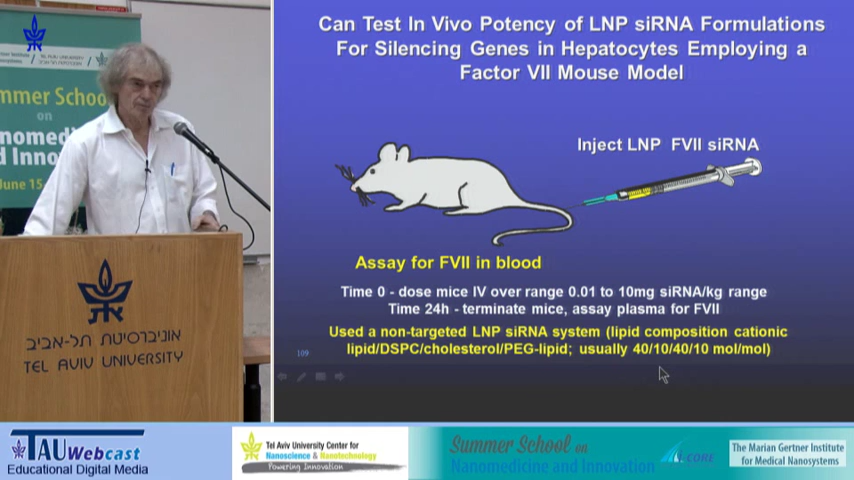 TEL AVIV UNIVERSITY
Summer School
on
June 15
Can Test In Vivo Potency of LNP siRNA Formulations
For Silencing Genes in Hepatocytes Employing a
Factor VII Mouse Model
Inject LNP FVII siRNA
Assay for FVII in blood
Time 0 - dose mice IV over range 0.01 to 10mg siRNA/kg range
Time 24h - terminate mice, assay plasma for FVII
Used a non-targeted LNP siRNA system (lipid composition cationic
lipid/DSPC/cholesterol/PEG-lipid; usually 40/10/40/10 mol/mol)
109
אוניברסיטת תל-אביב
TEL AVIV UNIVERSITY
TAU Webcast
Educational Digital Media
Tel Aviv University Center for
Nanoscience & Nanotechnology
Powering Innovation
Summer School on
Nanomedicine and Innovation
I-CORE
The Marian Gertner Institute
for Medical Nanosystems